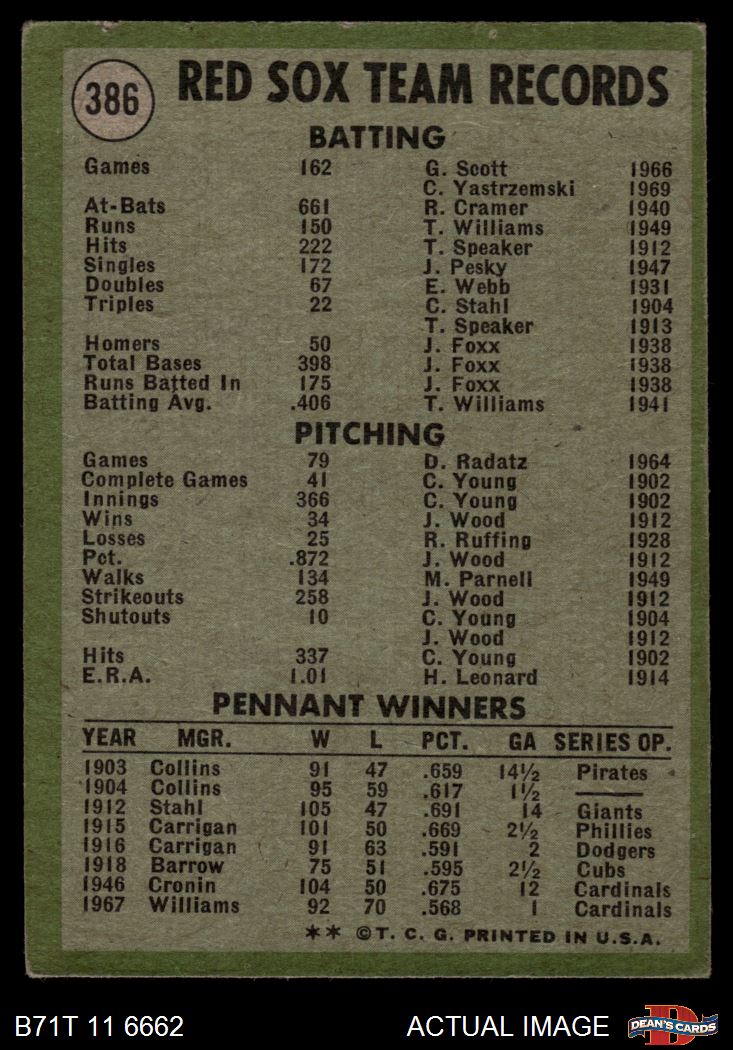 386 RED SOX TEAM RECORDS
BATTING
Games 162 G. Scott 1966
C. Yastrzemski 1969
At-Bats 661 R. Cramer 1940
Runs 150 T. Williams 1949
Hits 222 T. Speaker 1912
Singles 172 J. Pesky 1947
Doubles 67 E. Webb 1931
Triples 22 C. Stahl 1904
T. Speaker 1913
Homers 50 J. Foxx 1938
Total Bases 398 J. Foxx 1938
Runs Batted In 175 J. Foxx 1938
Batting Avg. .406 T. Williams 1941
PITCHING
Games 79 D. Radatz 1964
Complete Games 41 C. Young 1902
Innings 366 C. Young 1902
Wins 34 J. Wood 1912
Losses 25 R. Ruffing 1928
Pct. .872 J. Wood 1912
Walks 134 M. Parnell 1949
Strikeouts 258 J. Wood 1912
Shutouts 10 C. Young 1904
J. Wood 1912
Hits 337 C. Young 1902
E.R.A. 1.01 H. Leonard 1914
PENNANT WINNERS
YEAR MGR. W L PCT. GA SERIES OP.
1903 Collins 91 47 .659 14½ Pirates
1904 Collins 95 59 .617 1½ ———
1912 Stahl 105 47 .691 14 Giants
1915 Carrigan 101 50 .669 2½ Phillies
1916 Carrigan 91 63 .591 2 Dodgers
1918 Barrow 75 51 .595 2½ Cubs
1946 Cronin 104 50 .675 12 Cardinals
1967 Williams 92 70 .568 1 Cardinals
** © T. C. G. PRINTED IN U.S.A.
B71T 11 6662 ACTUAL IMAGE D DEAN'S CARDS